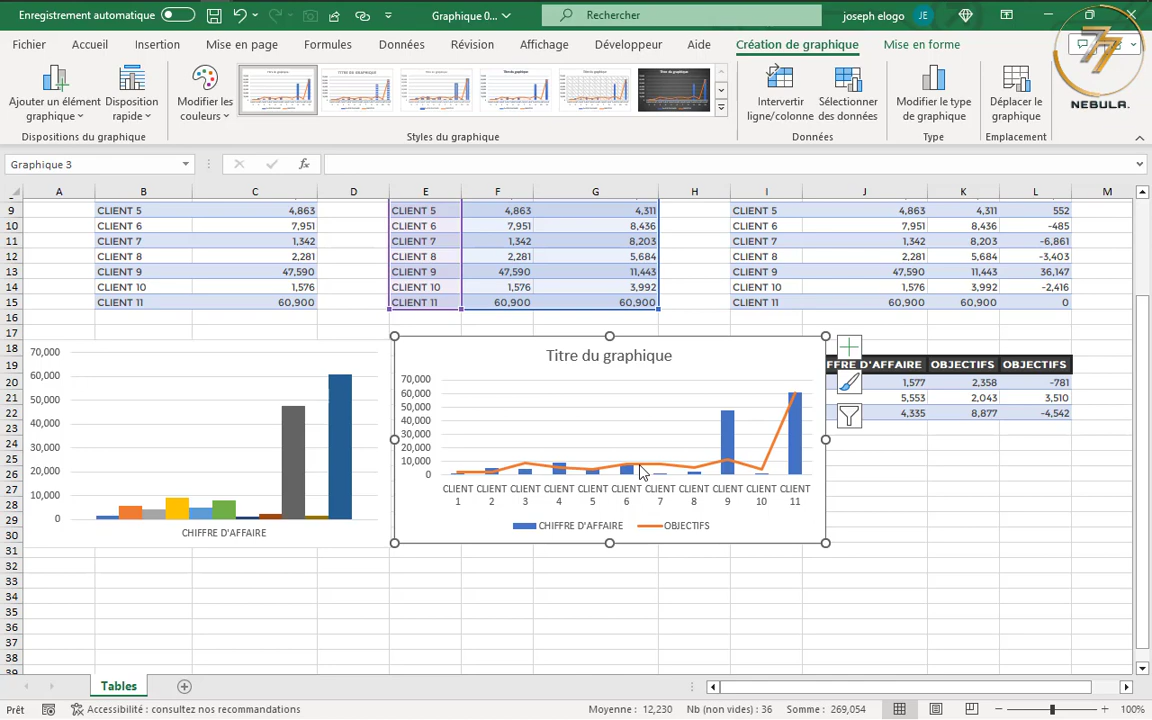 Enregistrement automatique
Graphique 0...
Rechercher
joseph elogo
JE
Fichier Accueil Insertion Mise en page Formules Données Révision Affichage Développeur Aide Création de graphique Mise en forme
Ajouter un élément graphique
Disposition rapide
Modifier les couleurs
Intervertir ligne/colonne
Sélectionner des données
Modifier le type de graphique
Déplacer le graphique
NEBULA.
Dispositions du graphique
Styles du graphique
Données
Type
Emplacement
Graphique 3
fx
A B C D E F G H I J K L M
9 CLIENT 5 4,863 CLIENT 5 4,863 4,311 CLIENT 5 4,863 4,311 552
10 CLIENT 6 7,951 CLIENT 6 7,951 8,436 CLIENT 6 7,951 8,436 -485
11 CLIENT 7 1,342 CLIENT 7 1,342 8,203 CLIENT 7 1,342 8,203 -6,861
12 CLIENT 8 2,281 CLIENT 8 2,281 5,684 CLIENT 8 2,281 5,684 -3,403
13 CLIENT 9 47,590 CLIENT 9 47,590 11,443 CLIENT 9 47,590 11,443 36,147
14 CLIENT 10 1,576 CLIENT 10 1,576 3,992 CLIENT 10 1,576 3,992 -2,416
15 CLIENT 11 60,900 CLIENT 11 60,900 60,900 CLIENT 11 60,900 60,900 0
16
17
18
19 FFRE D'AFFAIRE OBJECTIFS OBJECTIFS
20 1,577 2,358 -781
21 5,553 2,043 3,510
22 4,335 8,877 -4,542
23
24
25
26
27
28
29
30
31
32
33
34
35
36
37
38
39
70,000
60,000
50,000
40,000
30,000
20,000
10,000
0
CHIFFRE D'AFFAIRE
Titre du graphique
70,000
60,000
50,000
40,000
30,000
20,000
10,000
0
CLIENT CLIENT CLIENT CLIENT CLIENT CLIENT CLIENT CLIENT CLIENT CLIENT CLIENT
1 2 3 4 5 6 7 8 9 10 11
CHIFFRE D'AFFAIRE OBJECTIFS
Tables
Prêt
Accessibilité : consultez nos recommandations
Moyenne : 12,230 Nb (non vides) : 36 Somme : 269,054
100%